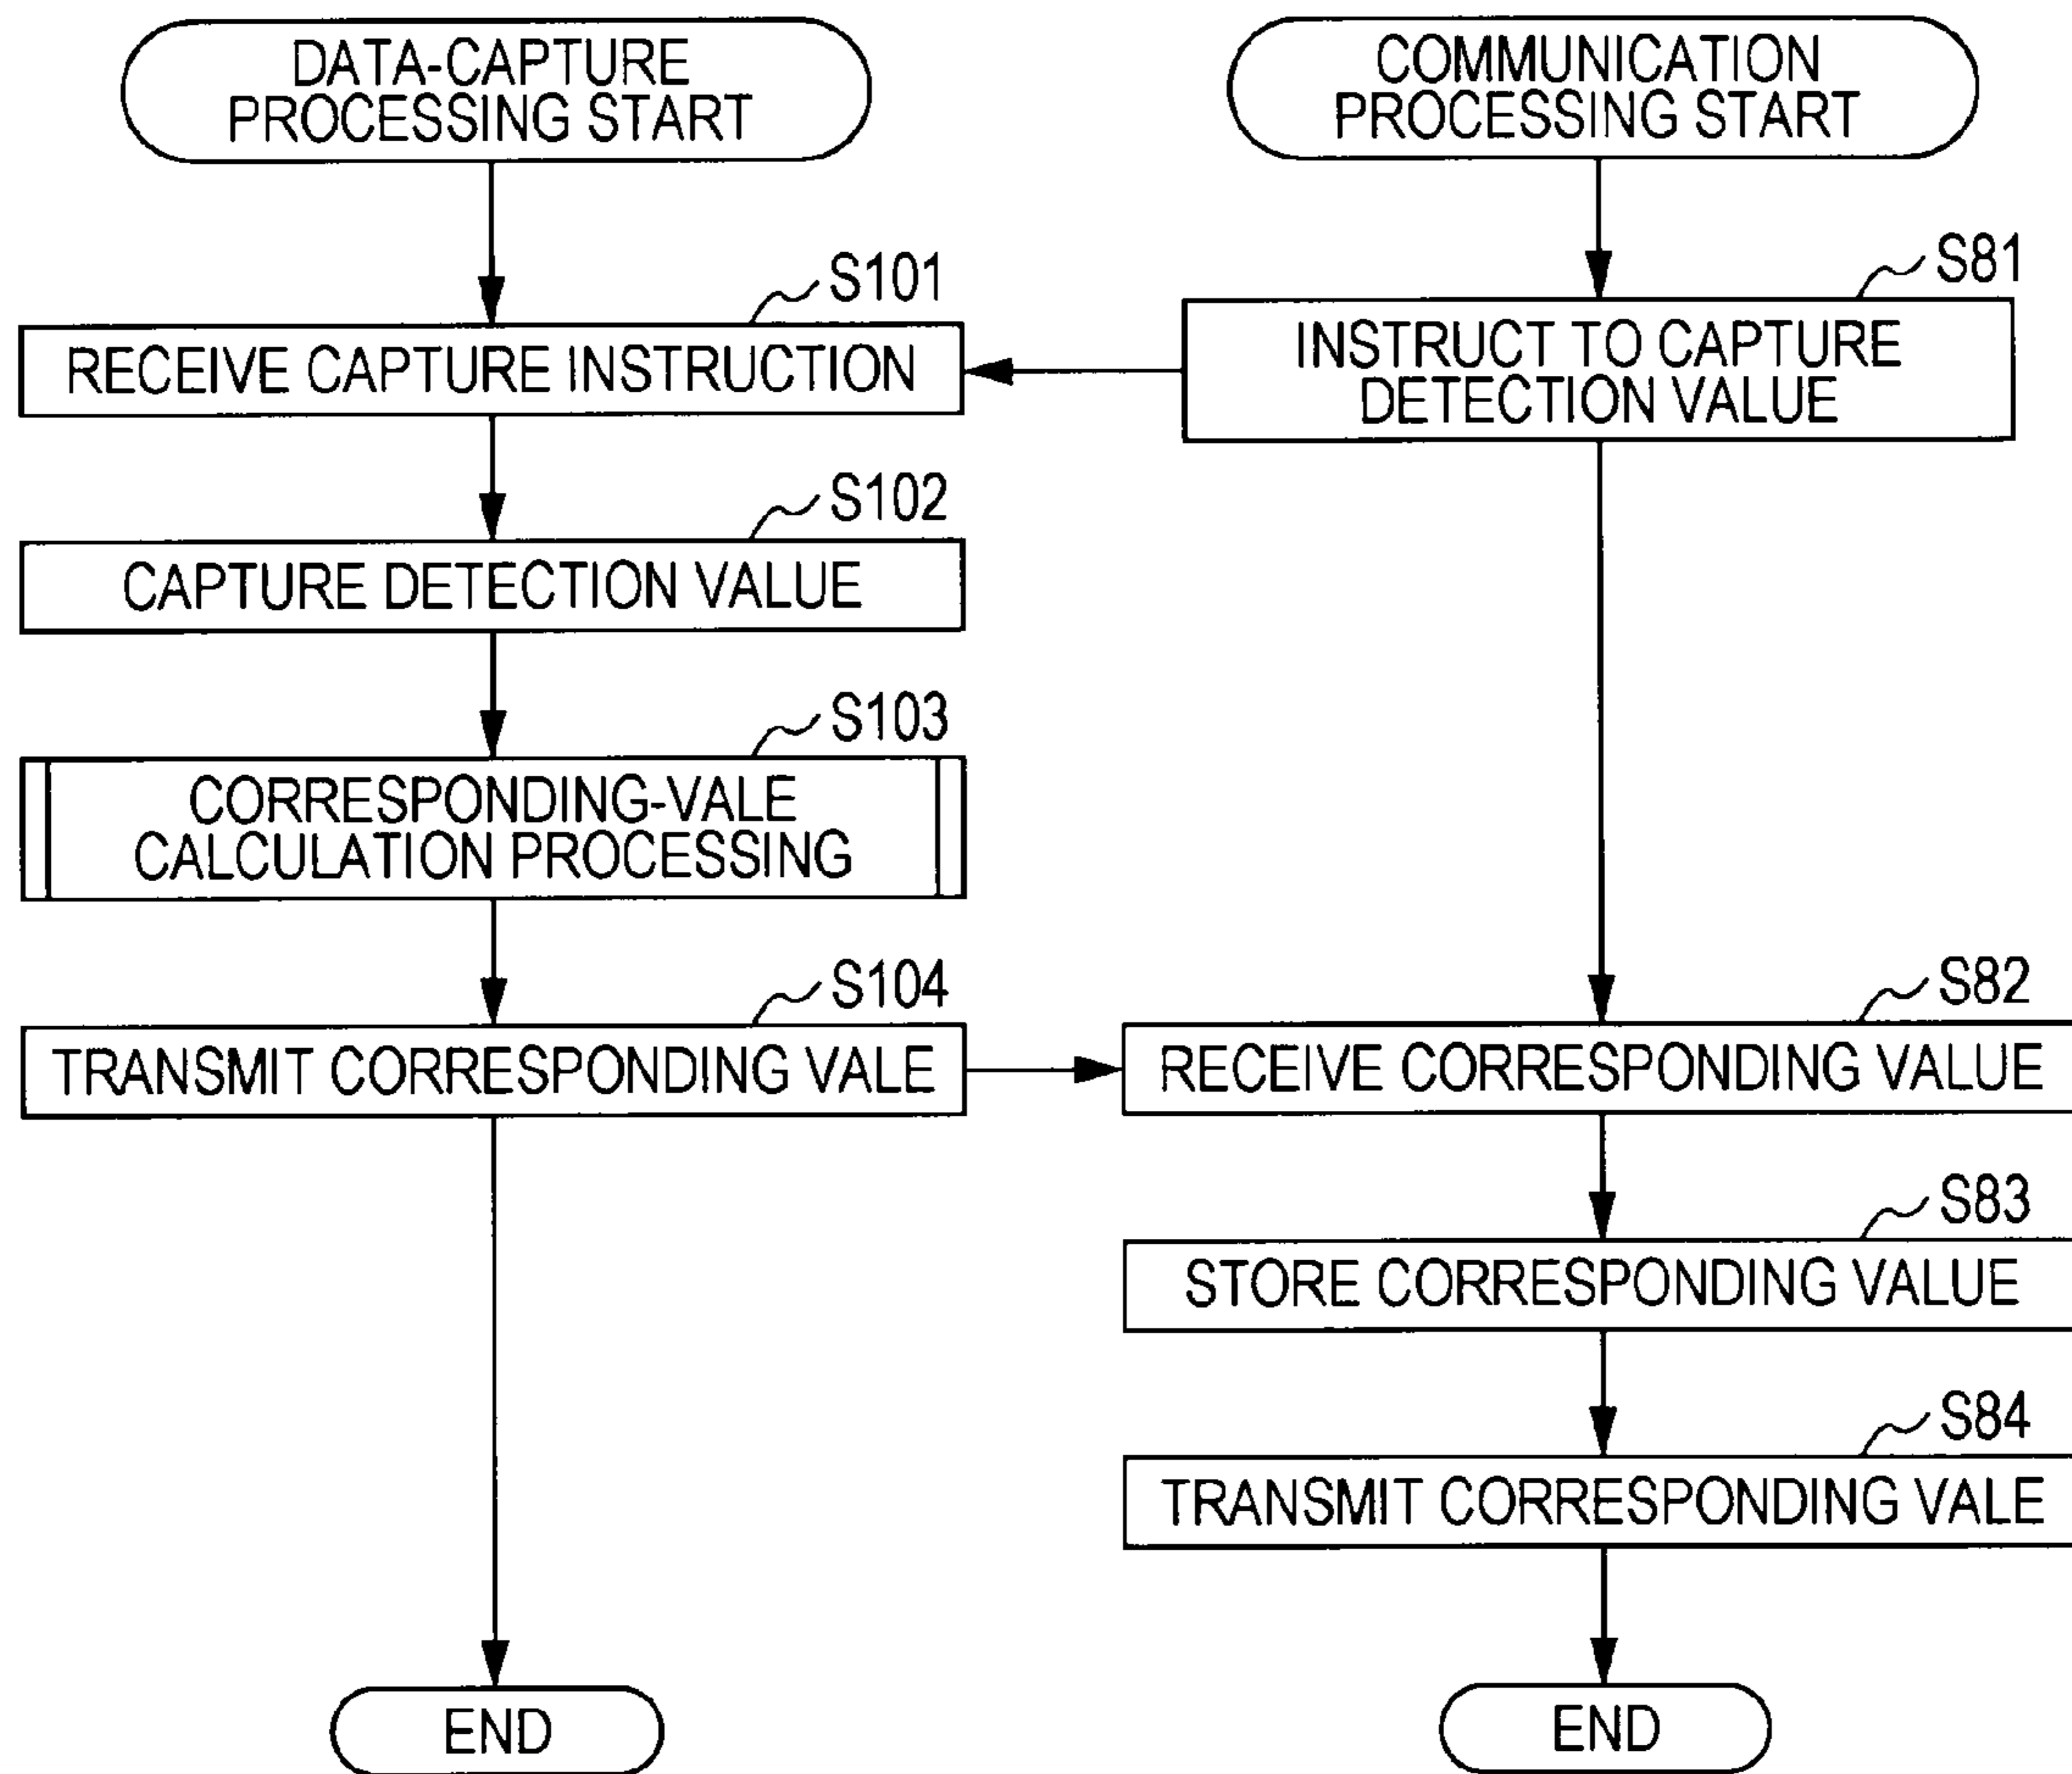 DATA-CAPTURE
PROCESSING START
S101
RECEIVE CAPTURE INSTRUCTION
S102
CAPTURE DETECTION VALUE
S103
CORRESPONDING-VALE
CALCULATION PROCESSING
S104
TRANSMIT CORRESPONDING VALE
END
COMMUNICATION
PROCESSING START
S81
INSTRUCT TO CAPTURE
DETECTION VALUE
S82
RECEIVE CORRESPONDING VALUE
S83
STORE CORRESPONDING VALUE
S84
TRANSMIT CORRESPONDING VALE
END